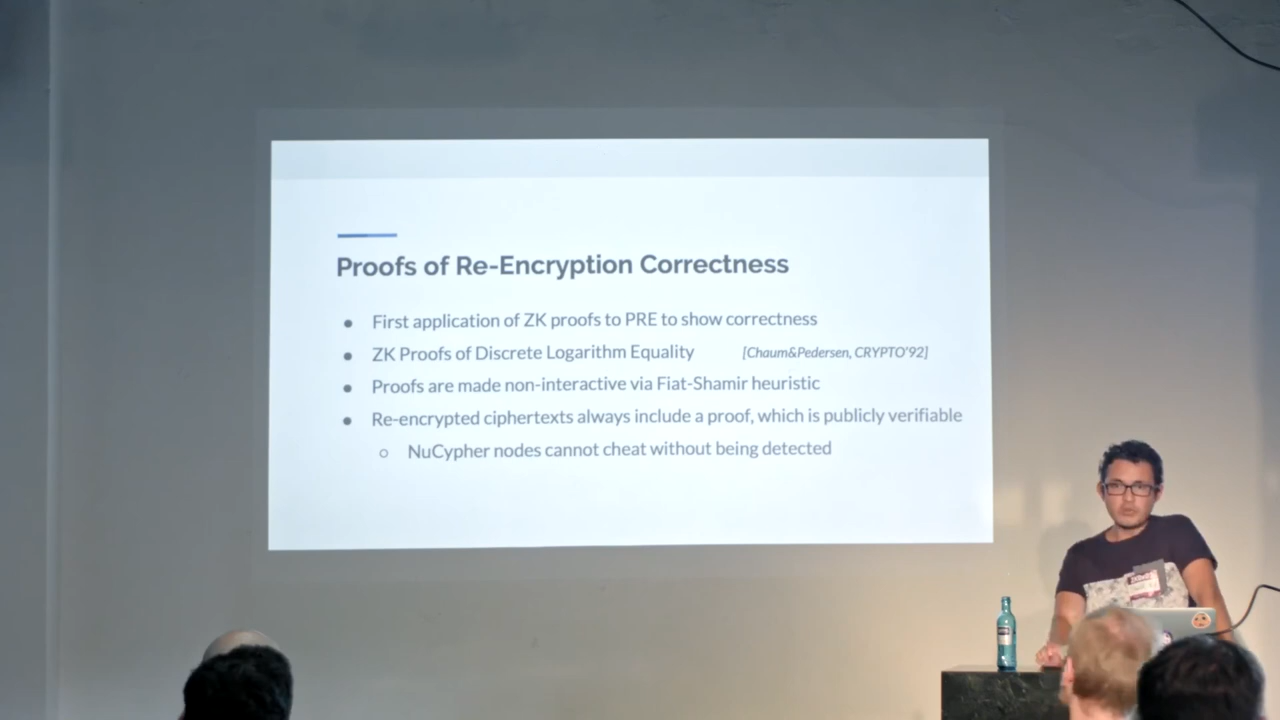 Proofs of Re-Encryption Correctness
● First application of ZK proofs to PRE to show correctness
● ZK Proofs of Discrete Logarithm Equality [Chaum&Pedersen, CRYPTO'92]
● Proofs are made non-interactive via Fiat-Shamir heuristic
● Re-encrypted ciphertexts always include a proof, which is publicly verifiable
○ NuCypher nodes cannot cheat without being detected